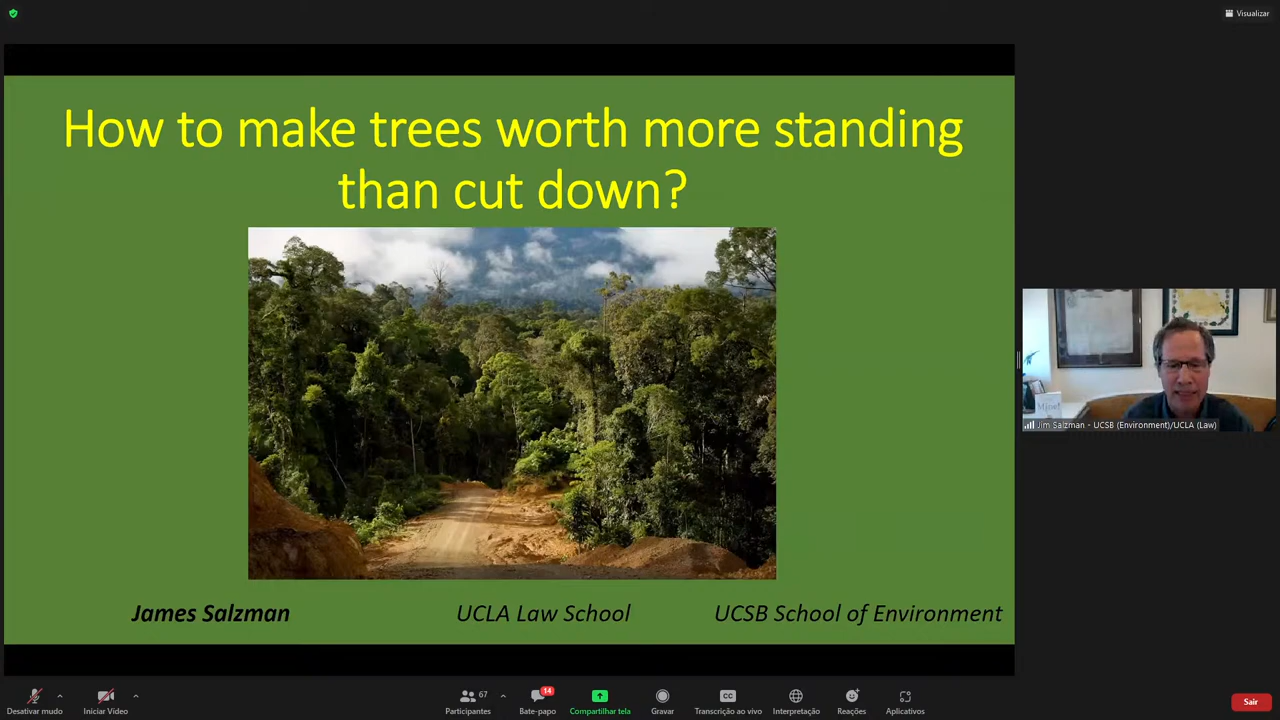 Visualizar
How to make trees worth more standing
than cut down?
James Salzman
UCLA Law School
UCSB School of Environment
Mine!
Jim Salzman - UCSB (Environment)/UCLA (Law)
67
14
CC
Desativar mudo
Iniciar Vídeo
Participantes
Bate-papo
Compartilhar tela
Gravar
Transcrição ao vivo
Interpretação
Reações
Aplicativos
Sair